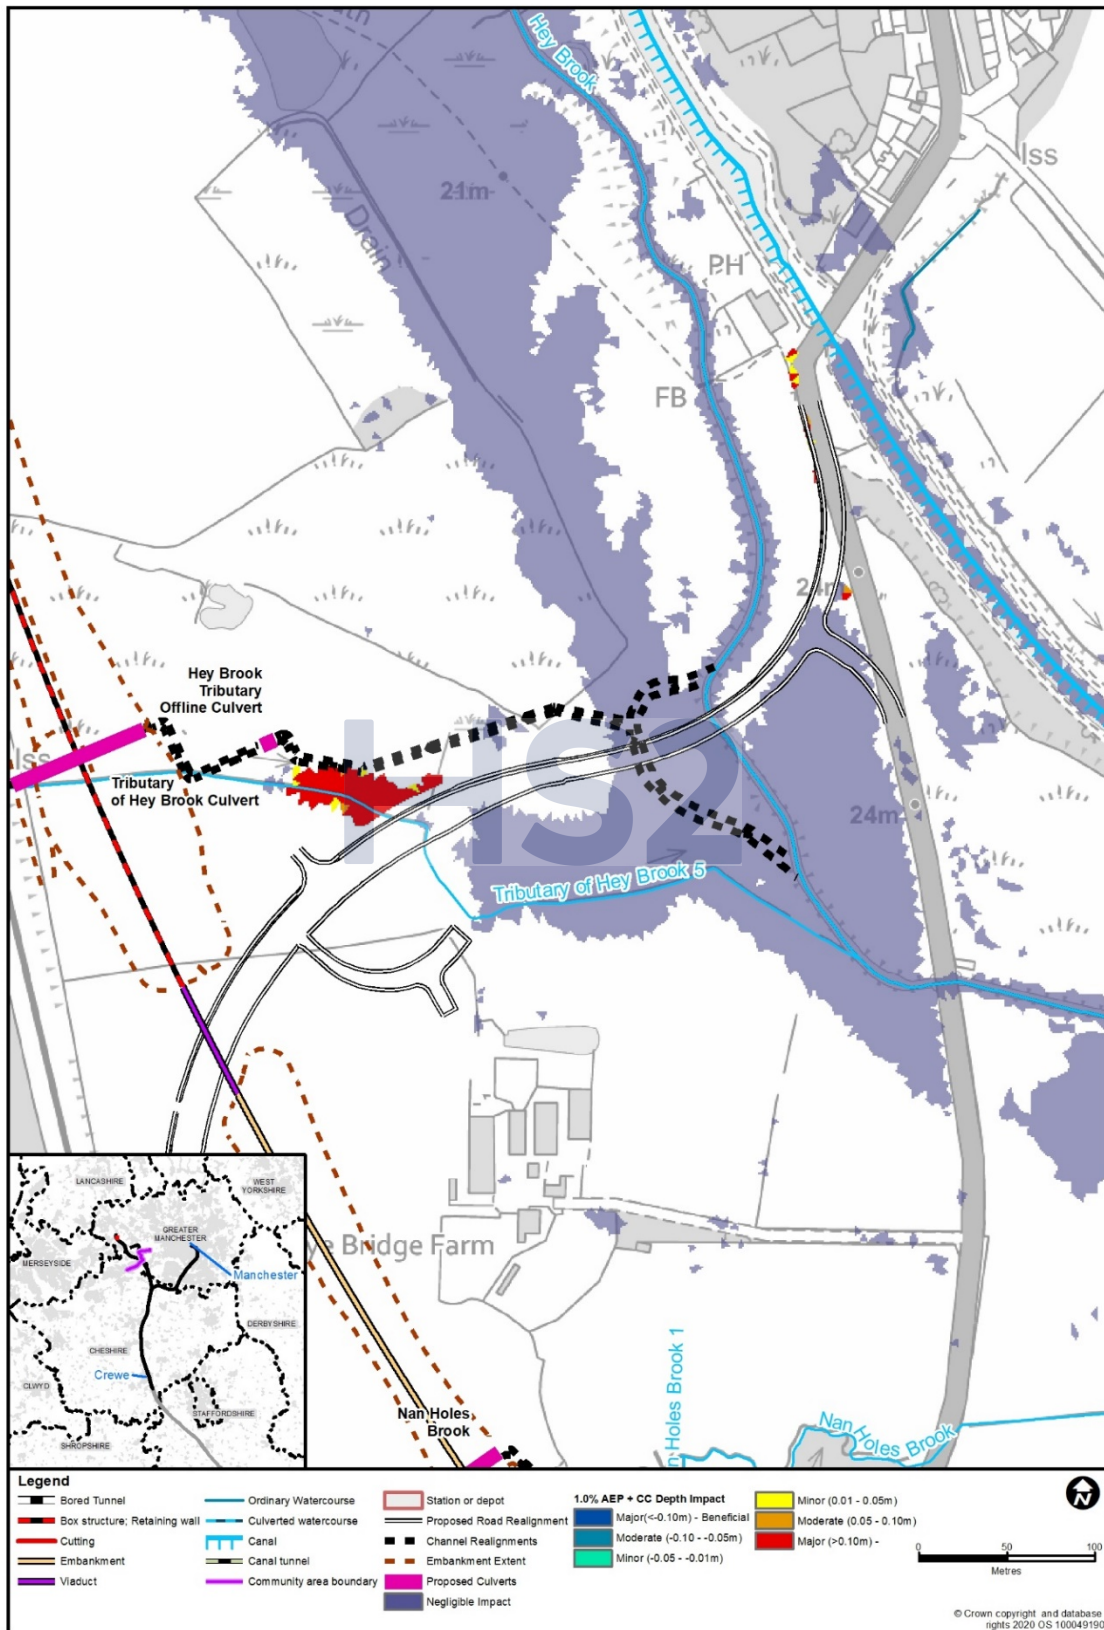 Hey Brook
Iss
21m
Drain
PH
FB
24m
Hey Brook
Tributary
Offline Culvert
Iss
Tributary
of Hey Brook Culvert
HS2
24m
Tributary of Hey Brook 5
ye Bridge Farm
Nan Holes
Brook
n Holes Brook 1
Nan Holes Brook
LANCASHIRE
WEST
YORKSHIRE
GREATER
MANCHESTER
MERSEYSIDE
Manchester
DERBYSHIRE
CHESHIRE
Crewe
CLWYD
STAFFORDSHIRE
SHROPSHIRE
Legend
Bored Tunnel
Box structure; Retaining wall
Cutting
Embankment
Viaduct
Ordinary Watercourse
Culverted watercourse
Canal
Canal tunnel
Community area boundary
Station or depot
Proposed Road Realignment
Channel Realignments
Embankment Extent
Proposed Culverts
Negligible Impact
1.0% AEP + CC Depth Impact
Major(<-0.10m) - Beneficial
Moderate (-0.10 - -0.05m)
Minor (-0.05 - -0.01m)
Minor (0.01 - 0.05m)
Moderate (0.05 - 0.10m)
Major (>0.10m) -
N
0 50 100
Metres
© Crown copyright and database
rights 2020 OS 100049190